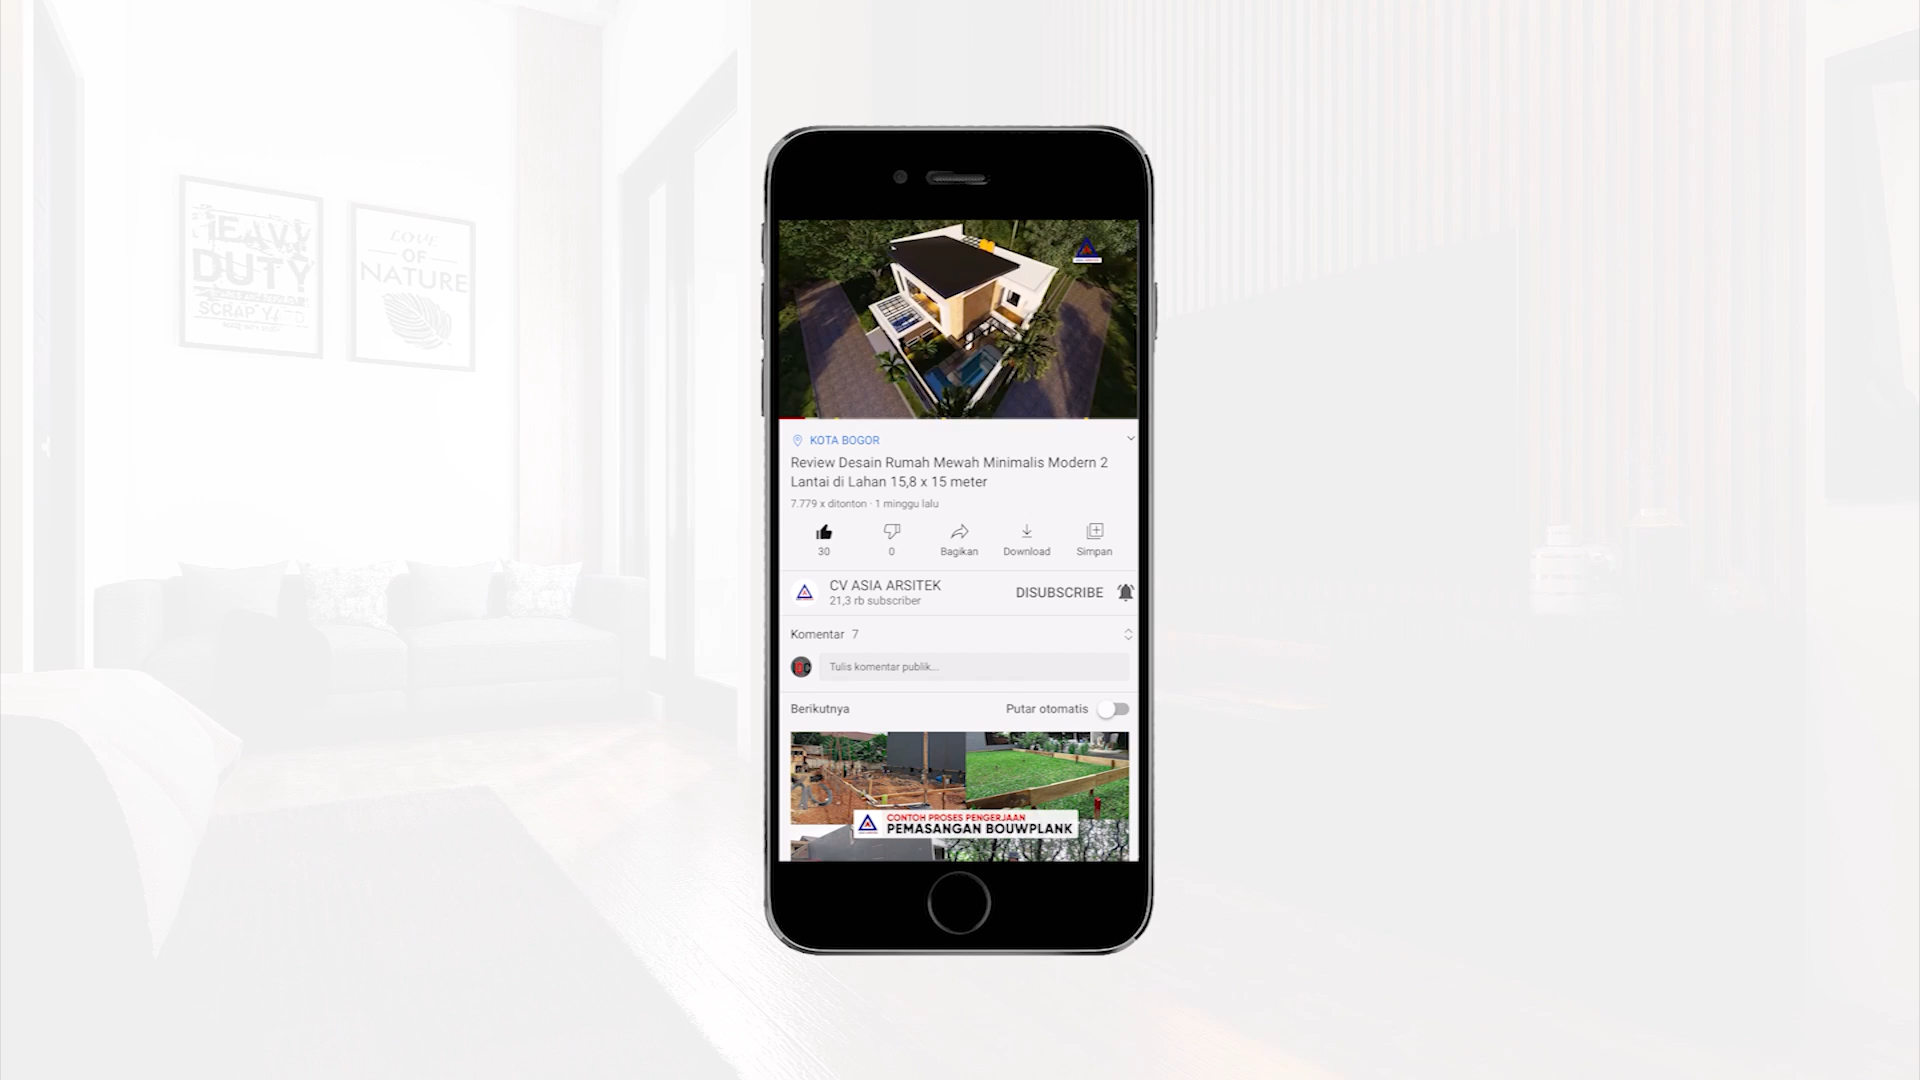 HEAVY
DUTY
SCRAP
LOVE
OF
NATURE
KOTA BOGOR
Review Desain Rumah Mewah Minimalis Modern 2
Lantai di Lahan 15,8 x 15 meter
7.779 x ditonton · 1 minggu lalu
30
0
Bagikan
Download
Simpan
CV ASIA ARSITEK
21,3 rb subscriber
DISUBSCRIBE
Komentar 7
Tulis komentar publik...
Berikutnya
Putar otomatis
CONTOH PROSES PENGERJAAN
PEMASANGAN BOUWPLANK